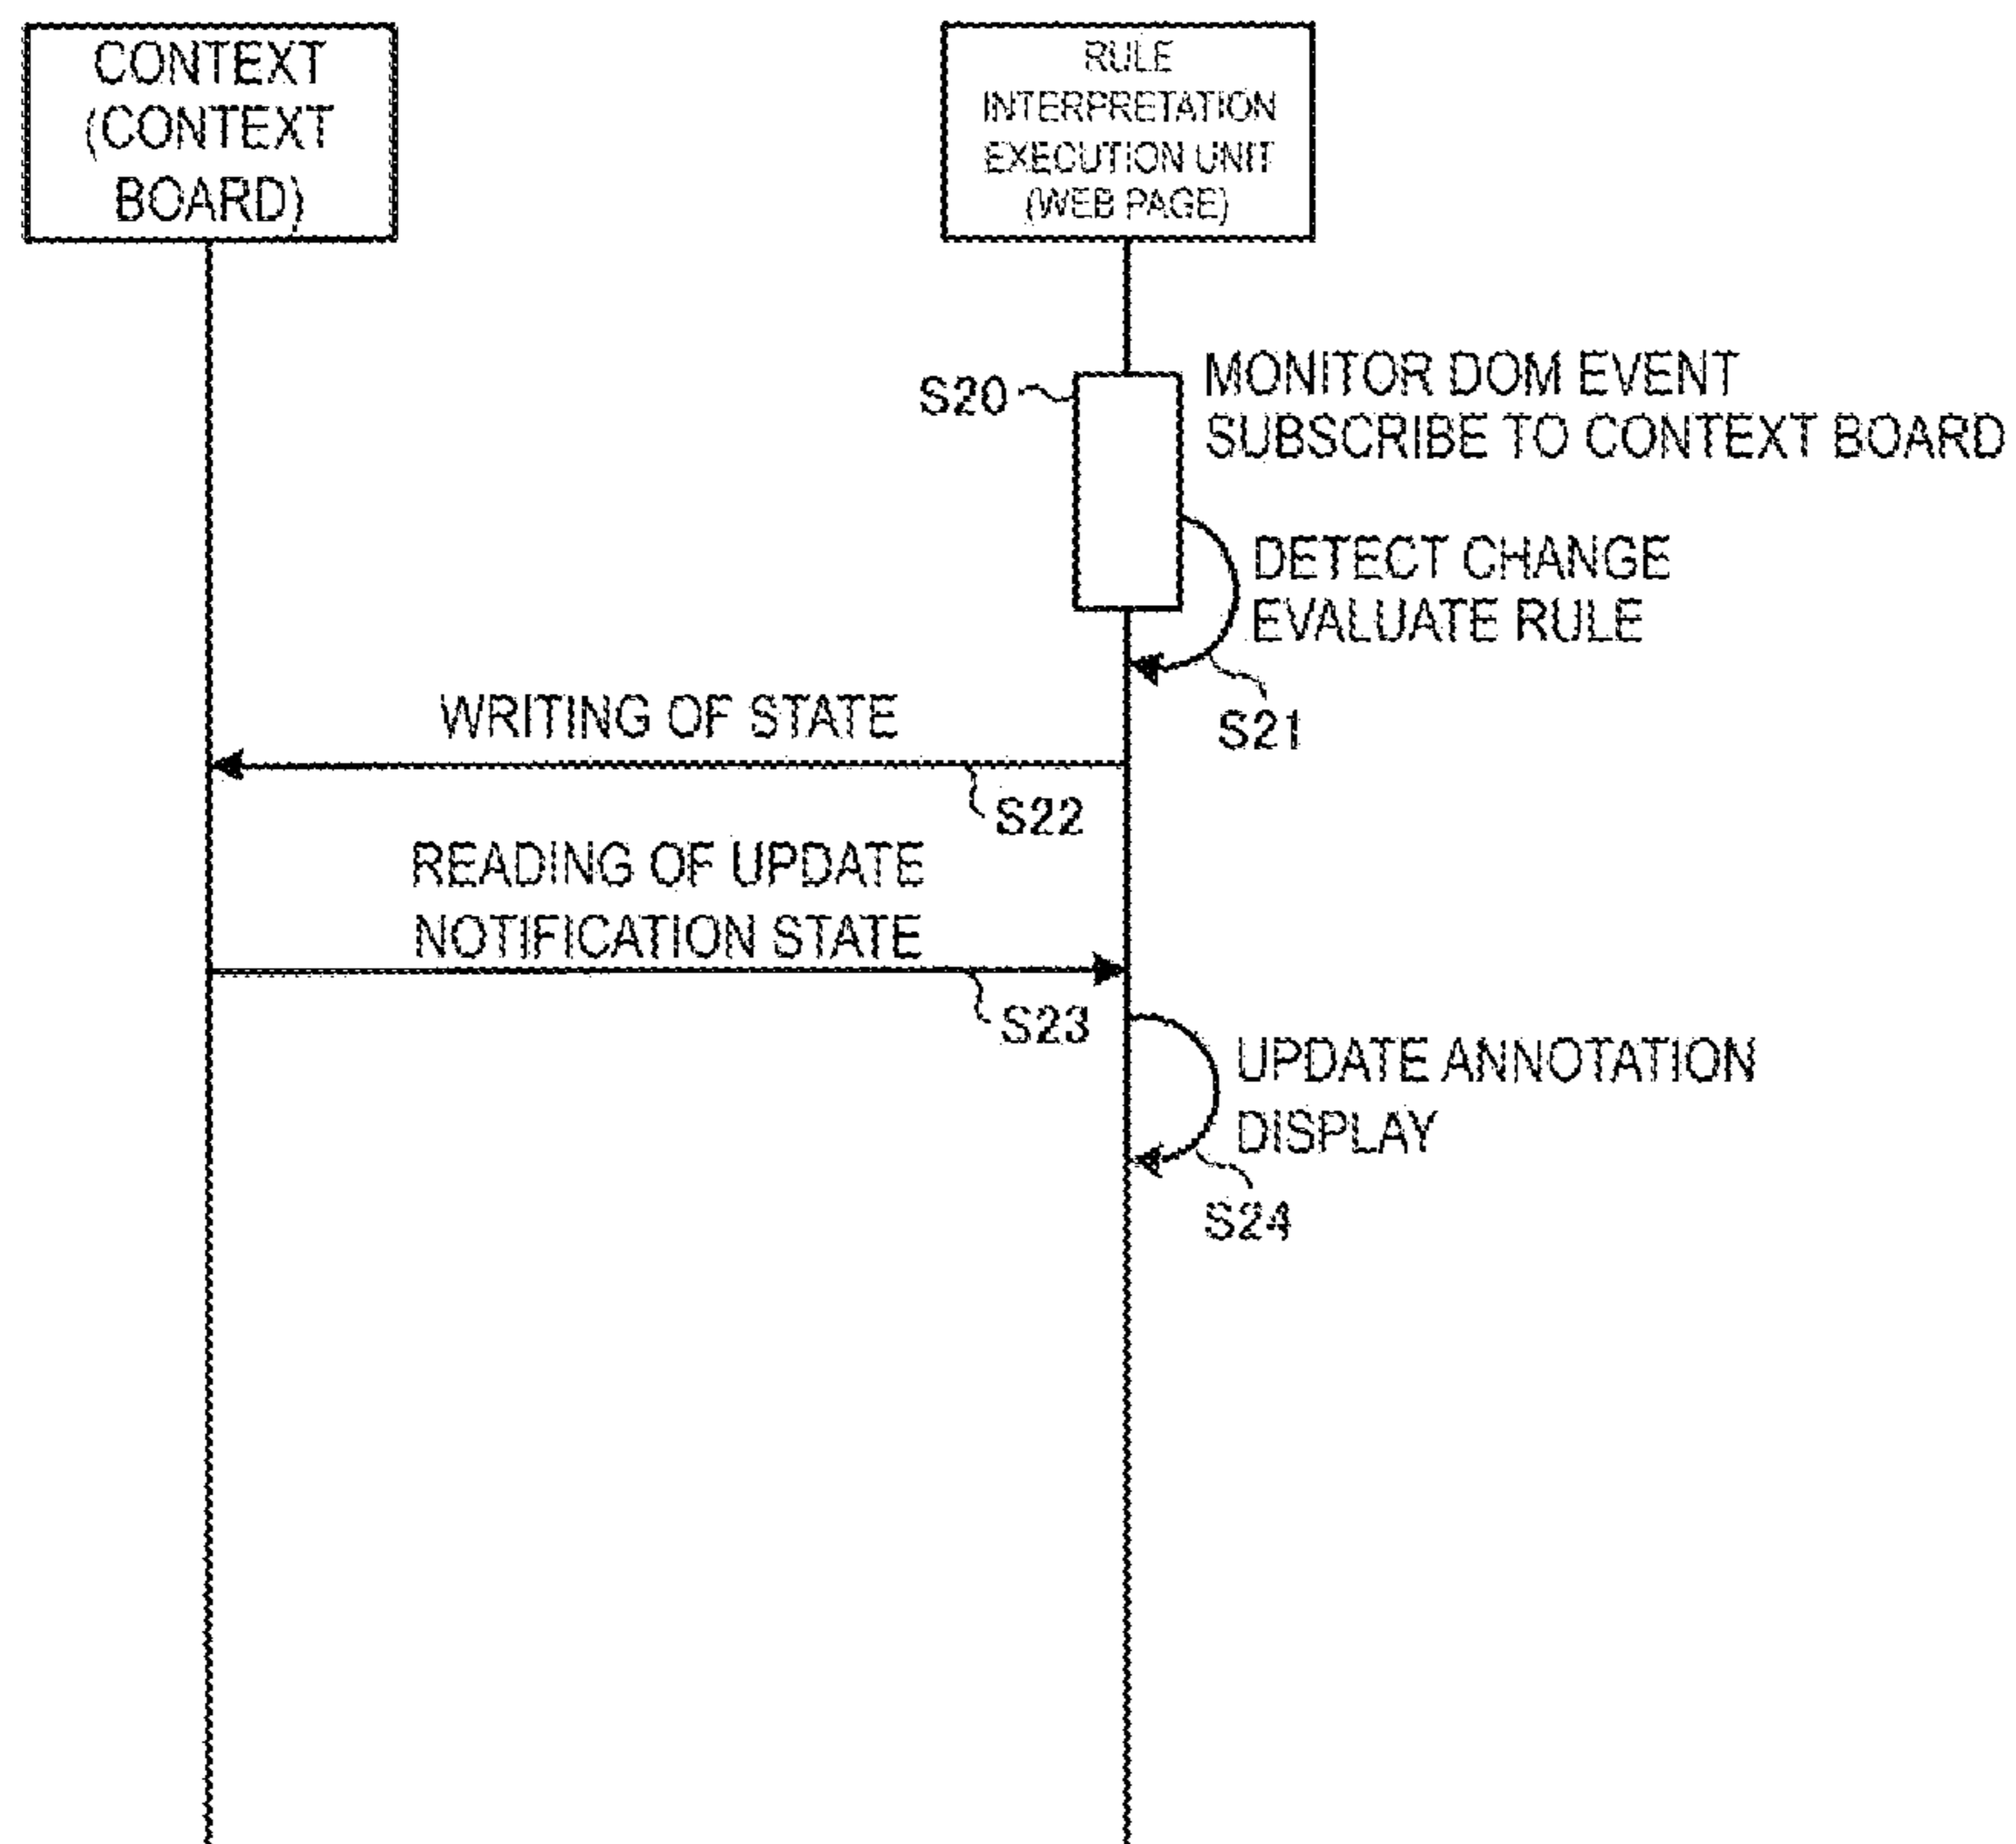 CONTEXT
(CONTEXT
BOARD)
RULE
INTERPRETATION
EXECUTION UNIT
(WEB PAGE)
S20
MONITOR DOM EVENT
SUBSCRIBE TO CONTEXT BOARD
DETECT CHANGE
EVALUATE RULE
S21
WRITING OF STATE
S22
READING OF UPDATE
NOTIFICATION STATE
S23
UPDATE ANNOTATION
DISPLAY
S24